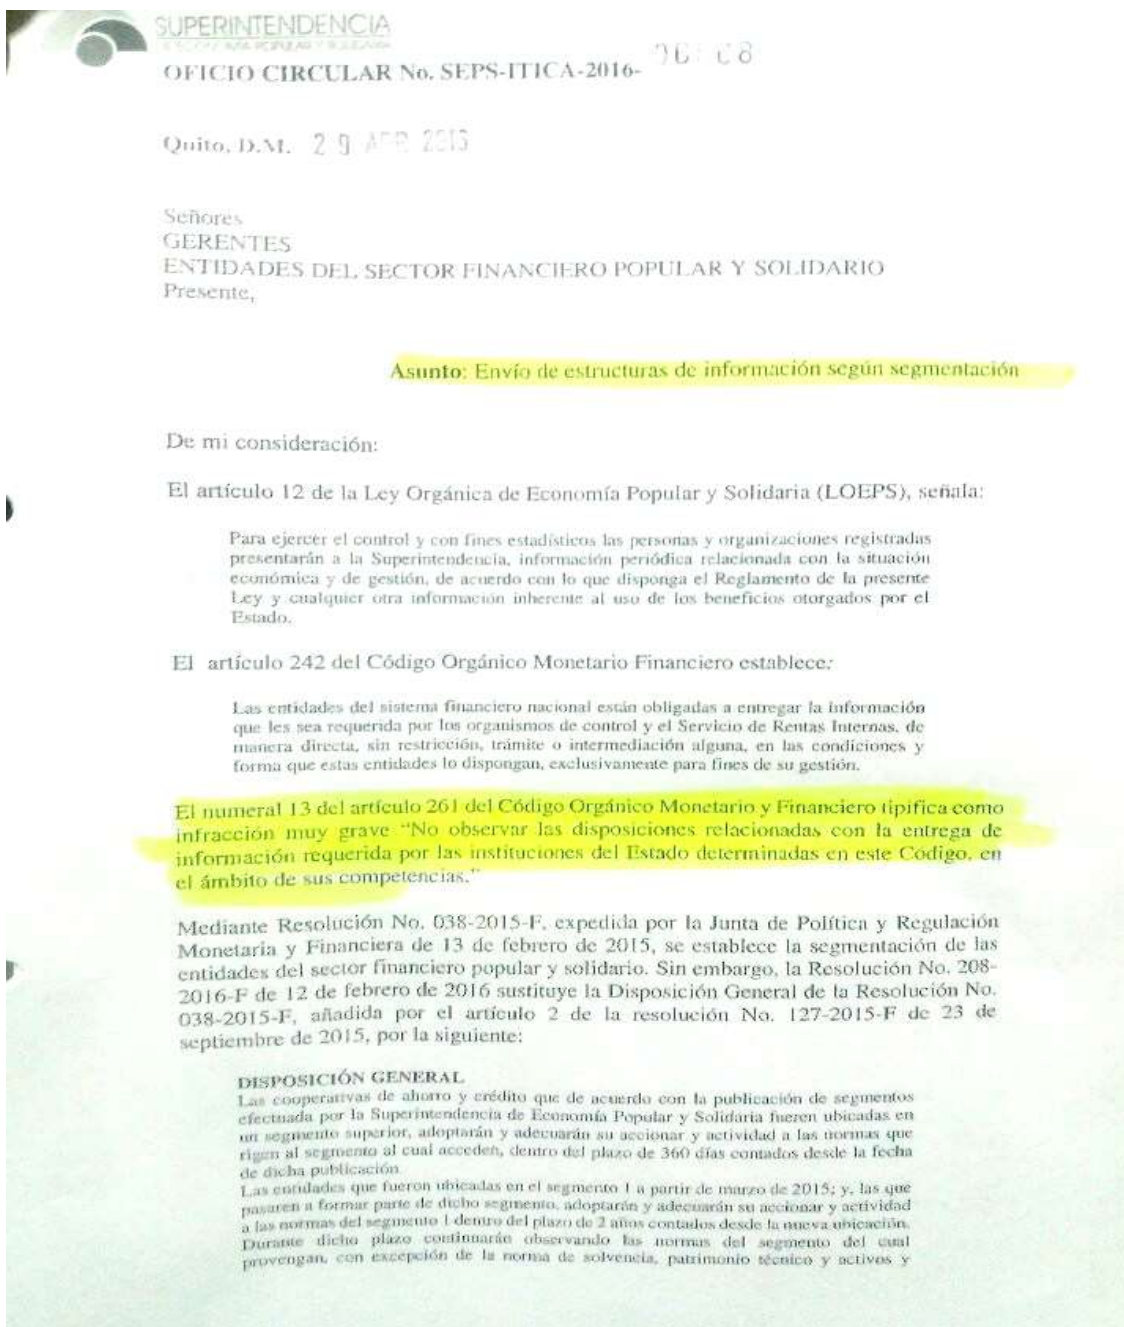 SUPERINTENDENCIA
OFICIO CIRCULAR No. SEPS-ITICA-2016-
Quito, D.M. 29 ABR 2016
Señores
GERENTES
ENTIDADES DEL SECTOR FINANCIERO POPULAR Y SOLIDARIO
Presente,
Asunto: Envío de estructuras de información según segmentación
De mi consideración:
El artículo 12 de la Ley Orgánica de Economía Popular y Solidaria (LOEPS), señala:
Para ejercer el control y con fines estadísticos las personas y organizaciones registradas
presentarán a la Superintendencia, información periódica relacionada con la situación
económica y de gestión, de acuerdo con lo que disponga el Reglamento de la presente
Ley y cualquier otra información inherente al uso de los beneficios otorgados por el
Estado.
El artículo 242 del Código Orgánico Monetario Financiero establece:
Las entidades del sistema financiero nacional están obligadas a entregar la información
que les sea requerida por los organismos de control y el Servicio de Rentas Internas, de
manera directa, sin restricción, trámite o intermediación alguna, en las condiciones y
forma que estas entidades lo dispongan, exclusivamente para fines de su gestión.
El numeral 13 del artículo 261 del Código Orgánico Monetario y Financiero tipifica como
infracción muy grave "No observar las disposiciones relacionadas con la entrega de
información requerida por las instituciones del Estado determinadas en este Código, en
el ámbito de sus competencias."
Mediante Resolución No. 038-2015-F, expedida por la Junta de Política y Regulación
Monetaria y Financiera de 13 de febrero de 2015, se establece la segmentación de las
entidades del sector financiero popular y solidario. Sin embargo, la Resolución No. 208-
2016-F de 12 de febrero de 2016 sustituye la Disposición General de la Resolución No.
038-2015-F, añadida por el artículo 2 de la resolución No. 127-2015-F de 23 de
septiembre de 2015, por la siguiente:
DISPOSICIÓN GENERAL
Las cooperativas de ahorro y crédito que de acuerdo con la publicación de segmentos
efectuada por la Superintendencia de Economía Popular y Solidaria fueren ubicadas en
un segmento superior, adoptarán y adecuarán su accionar y actividad a las normas que
rigen al segmento al cual acceden, dentro del plazo de 360 días contados desde la fecha
de dicha publicación.
Las entidades que fueron ubicadas en el segmento 1 a partir de marzo de 2015; y, las que
pasaren a formar parte de dicho segmento, adoptarán y adecuarán su accionar y actividad
a las normas del segmento 1 dentro del plazo de 2 años contados desde la nueva ubicación.
Durante dicho plazo continuarán observando las normas del segmento del cual
provengan, con excepción de la norma de solvencia, patrimonio técnico y activos y